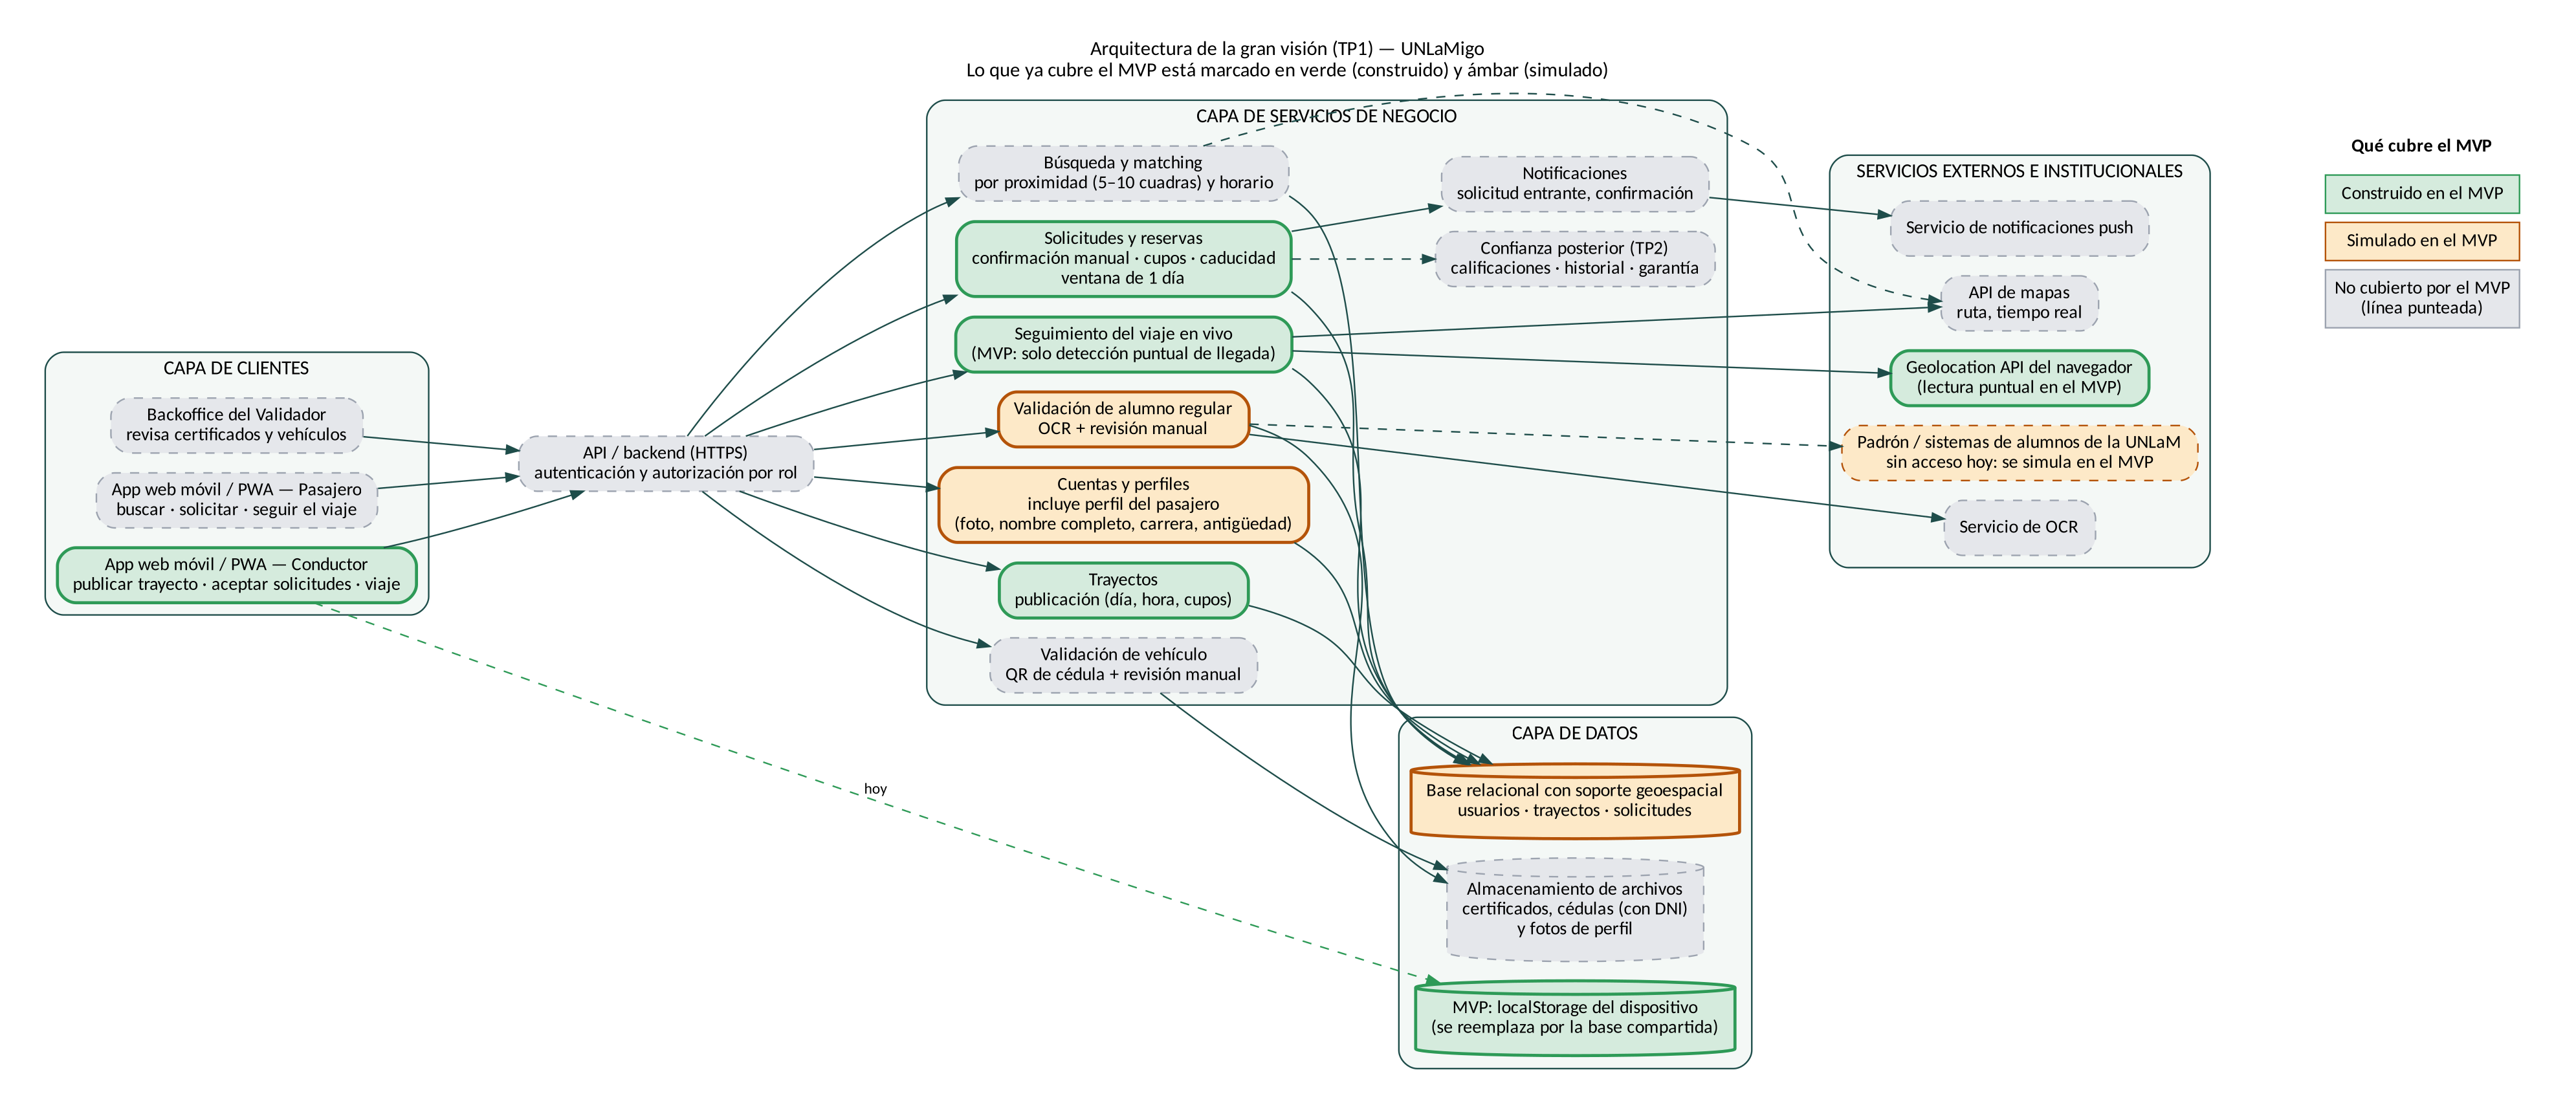 Arquitectura de la gran visión (TP1) — UNLaMigo
Lo que ya cubre el MVP está marcado en verde (construido) y ámbar (simulado)
CAPA DE CLIENTES
Backoffice del Validador
revisa certificados y vehículos
App web móvil / PWA — Pasajero
buscar · solicitar · seguir el viaje
App web móvil / PWA — Conductor
publicar trayecto · aceptar solicitudes · viaje
API / backend (HTTPS)
autenticación y autorización por rol
CAPA DE SERVICIOS DE NEGOCIO
Búsqueda y matching
por proximidad (5–10 cuadras) y horario
Solicitudes y reservas
confirmación manual · cupos · caducidad
ventana de 1 día
Seguimiento del viaje en vivo
(MVP: solo detección puntual de llegada)
Validación de alumno regular
OCR + revisión manual
Cuentas y perfiles
incluye perfil del pasajero
(foto, nombre completo, carrera, antigüedad)
Trayectos
publicación (día, hora, cupos)
Validación de vehículo
QR de cédula + revisión manual
Notificaciones
solicitud entrante, confirmación
Confianza posterior (TP2)
calificaciones · historial · garantía
SERVICIOS EXTERNOS E INSTITUCIONALES
Servicio de notificaciones push
API de mapas
ruta, tiempo real
Geolocation API del navegador
(lectura puntual en el MVP)
Padrón / sistemas de alumnos de la UNLaM
sin acceso hoy: se simula en el MVP
Servicio de OCR
Qué cubre el MVP
Construido en el MVP
Simulado en el MVP
No cubierto por el MVP
(línea punteada)
hoy
CAPA DE DATOS
Base relacional con soporte geoespacial
usuarios · trayectos · solicitudes
Almacenamiento de archivos
certificados, cédulas (con DNI)
y fotos de perfil
MVP: localStorage del dispositivo
(se reemplaza por la base compartida)